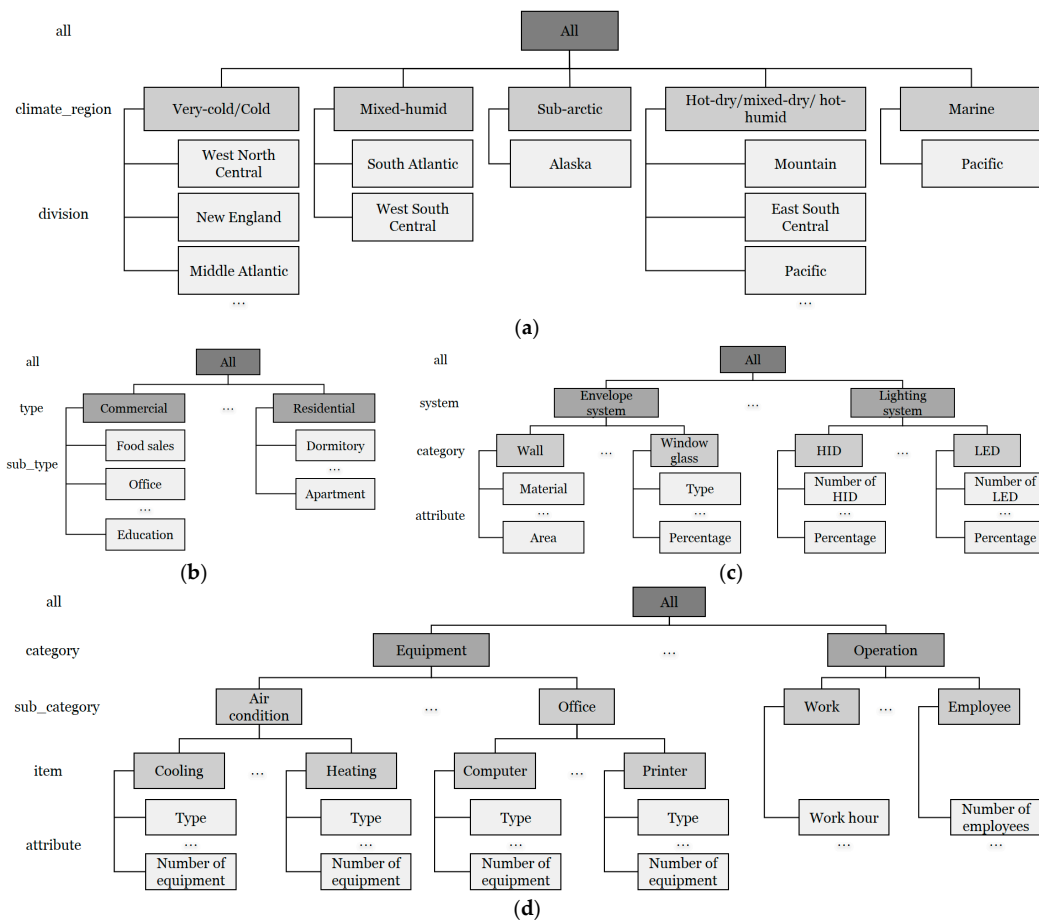 all
All
climate_region
Very-cold/Cold
Mixed-humid
Sub-arctic
Hot-dry/mixed-dry/ hot-
humid
Marine
West North
Central
South Atlantic
Alaska
Mountain
Pacific
division
New England
West South
Central
East South
Central
Middle Atlantic
Pacific
...
...
(a)
all
All
type
Commercial
...
Residential
sub_type
Food sales
Dormitory
Office
...
...
Apartment
Education
(b)
all
All
system
Envelope
system
...
Lighting
system
category
Wall
...
Window
glass
HID
...
LED
attribute
Material
Type
Number of
HID
Number of
LED
...
...
...
...
Area
Percentage
Percentage
Percentage
(c)
all
All
category
Equipment
...
Operation
sub_category
Air
condition
...
Office
Work
...
Employee
item
Cooling
...
Heating
Computer
...
Printer
attribute
Type
Type
Type
Type
Work hour
Number of
employees
...
...
...
...
...
...
Number of
equipment
Number of
equipment
Number of
equipment
Number of
equipment
(d)